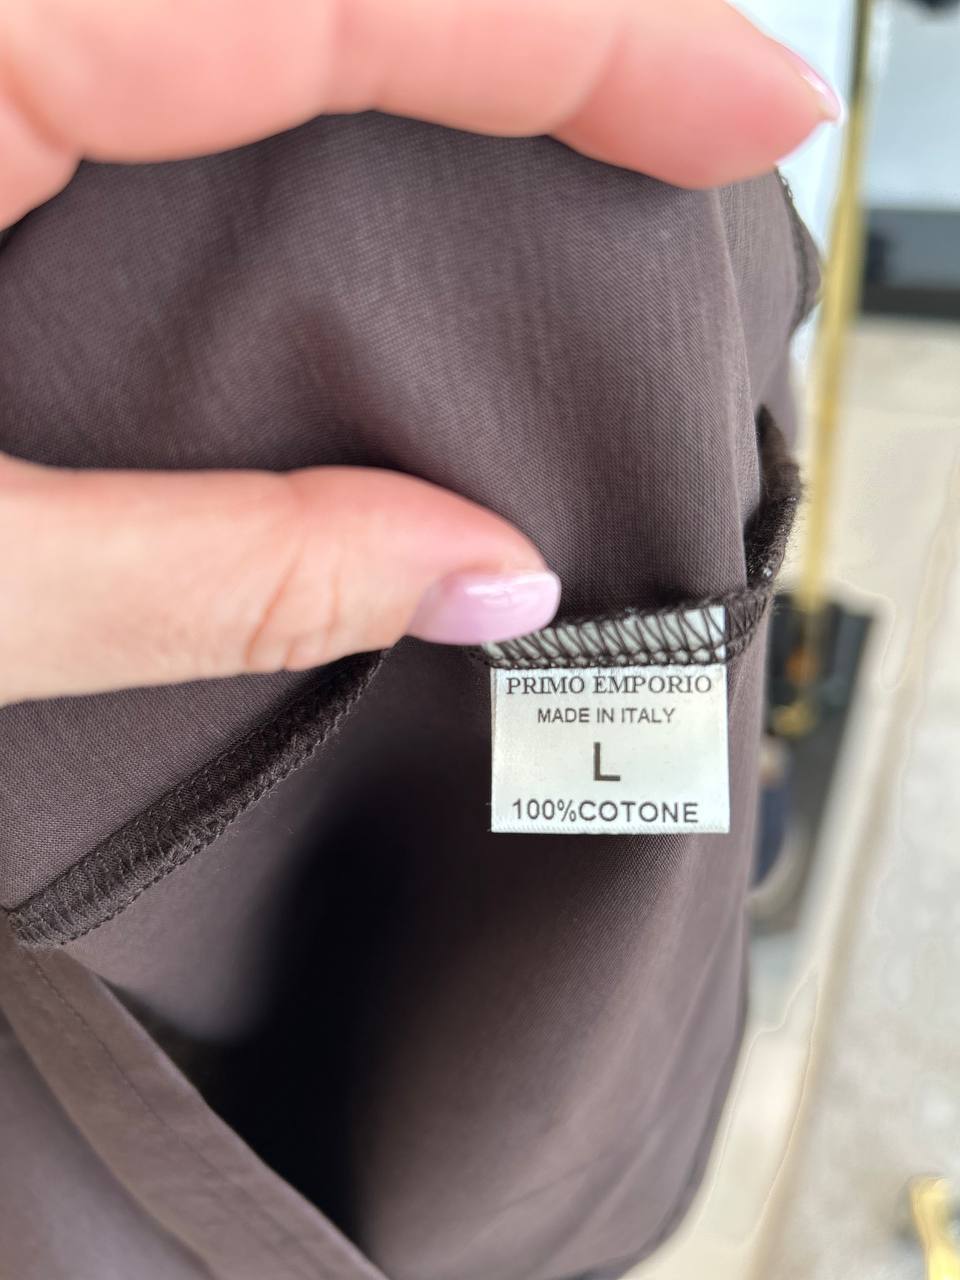 PRIMO EMPORIO
MADE IN ITALY
L
100%COTONE